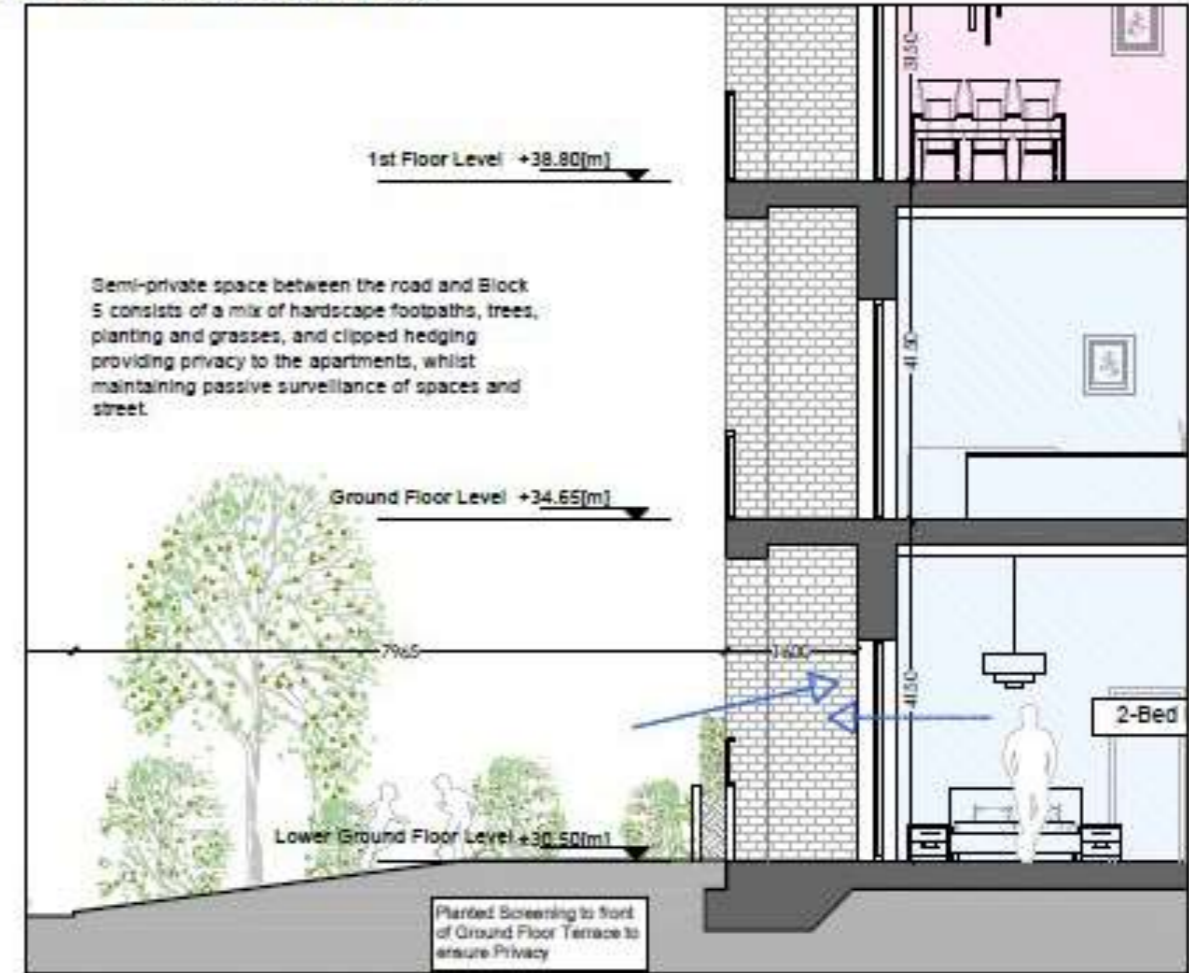 3150
1st Floor Level +38.80[m]
Semi-private space between the road and Block
5 consists of a mix of hardscape footpaths, trees,
planting and grasses, and clipped hedging
providing privacy to the apartments, whilst
maintaining passive surveillance of spaces and
street.
4150
Ground Floor Level +34.65[m]
7965
1600
4150
2-Bed
Lower Ground Floor Level +30.50[m]
Planted Screening to front
of Ground Floor Terrace to
ensure Privacy